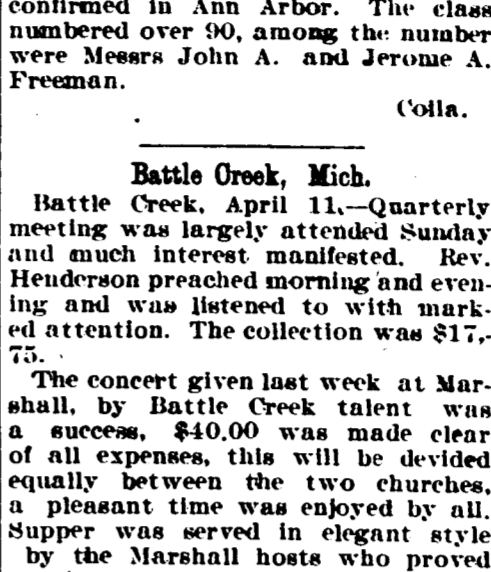 confirmed in Ann Arbor. The class
numbered over 90, among the number
were Messrs John A. and Jerome A.
Freeman.
Colla.
Battle Creek, Mich.
Battle Creek, April 11.—Quarterly
meeting was largely attended Sunday
and much interest manifested. Rev.
Henderson preached morning and even-
ing and was listened to with mark-
ed attention. The collection was $17,-
75.
The concert given last week at Mar-
shall, by Battle Creek talent was
a success, $40.00 was made clear
of all expenses, this will be devided
equally between the two churches,
a pleasant time was enjoyed by all.
Supper was served in elegant style
by the Marshall hosts who proved